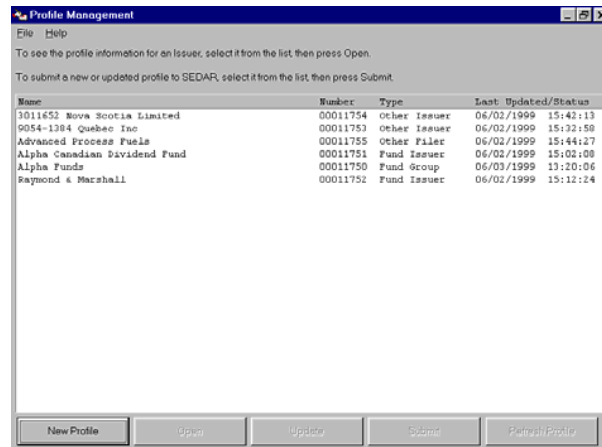 Profile Management
File Help
To see the profile information for an Issuer, select it from the list, then press Open.
To submit a new or updated profile to SEDAR, select it from the list, then press Submit.
Name Number Type Last Updated/Status
3011652 Nova Scotia Limited 00011754 Other Issuer 06/02/1999 15:42:13
9054-1384 Quebec Inc 00011753 Other Issuer 06/02/1999 15:32:58
Advanced Process Fuels 00011755 Other Filer 06/02/1999 15:44:27
Alpha Canadian Dividend Fund 00011751 Fund Issuer 06/02/1999 15:02:08
Alpha Funds 00011750 Fund Group 06/03/1999 13:20:06
Raymond & Marshall 00011752 Fund Issuer 06/02/1999 15:12:24
New Profile Open Update Submit Refresh Profile